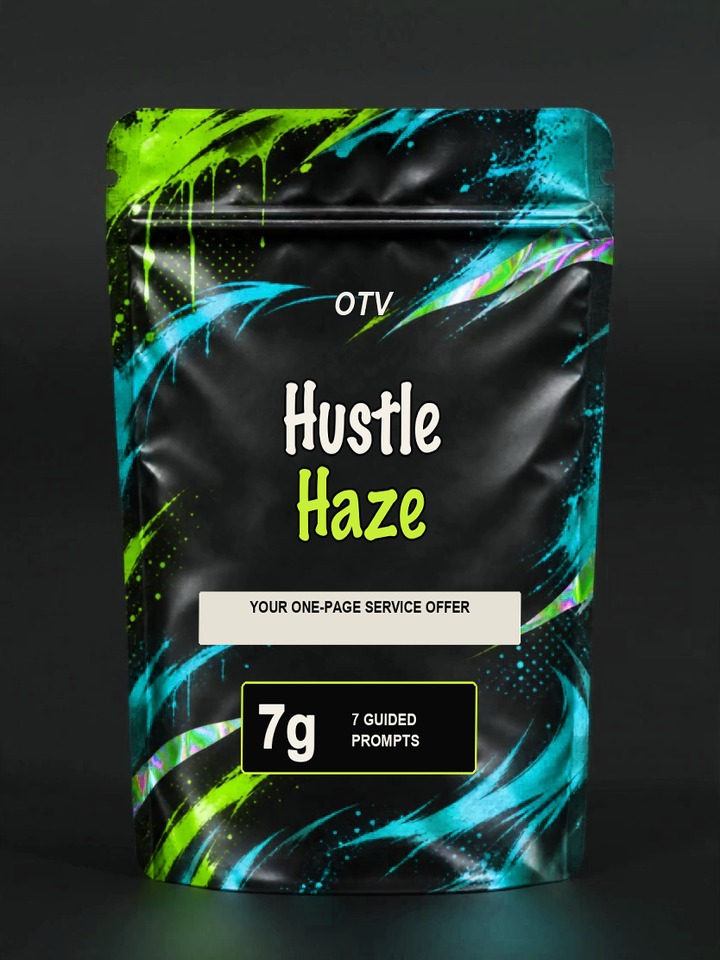 OTV
Hustle
Haze
YOUR ONE-PAGE SERVICE OFFER
7g
7 GUIDED
PROMPTS